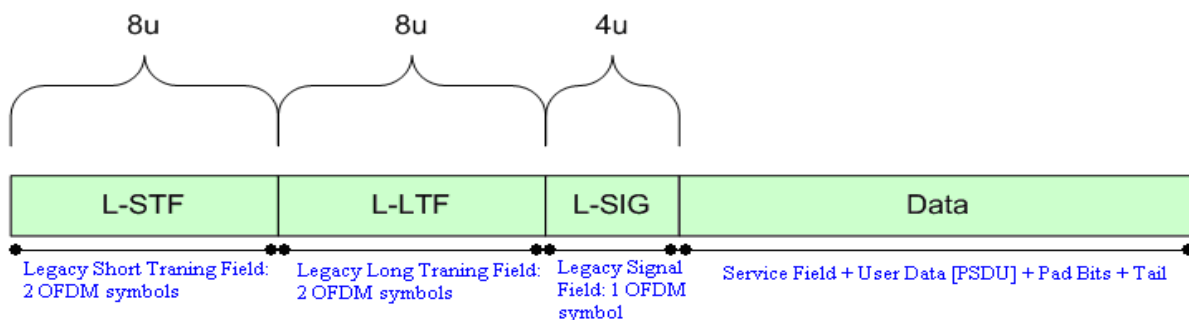 8u
8u
4u
L-STF
L-LTF
L-SIG
Data
Legacy Short Traning Field:
2 OFDM symbols
Legacy Long Traning Field:
2 OFDM symbols
Legacy Signal
Field: 1 OFDM
symbol
Service Field + User Data [PSDU] + Pad Bits + Tail